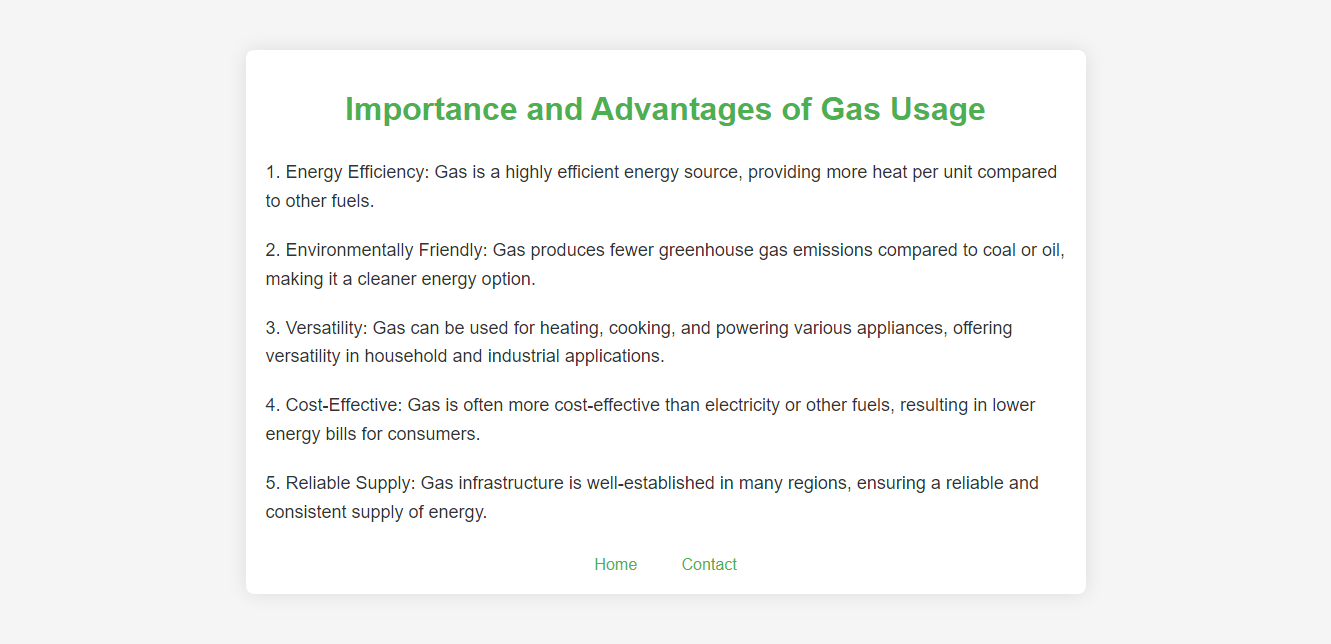 Importance and Advantages of Gas Usage
1. Energy Efficiency: Gas is a highly efficient energy source, providing more heat per unit compared
to other fuels.
2. Environmentally Friendly: Gas produces fewer greenhouse gas emissions compared to coal or oil,
making it a cleaner energy option.
3. Versatility: Gas can be used for heating, cooking, and powering various appliances, offering
versatility in household and industrial applications.
4. Cost-Effective: Gas is often more cost-effective than electricity or other fuels, resulting in lower
energy bills for consumers.
5. Reliable Supply: Gas infrastructure is well-established in many regions, ensuring a reliable and
consistent supply of energy.
Home Contact